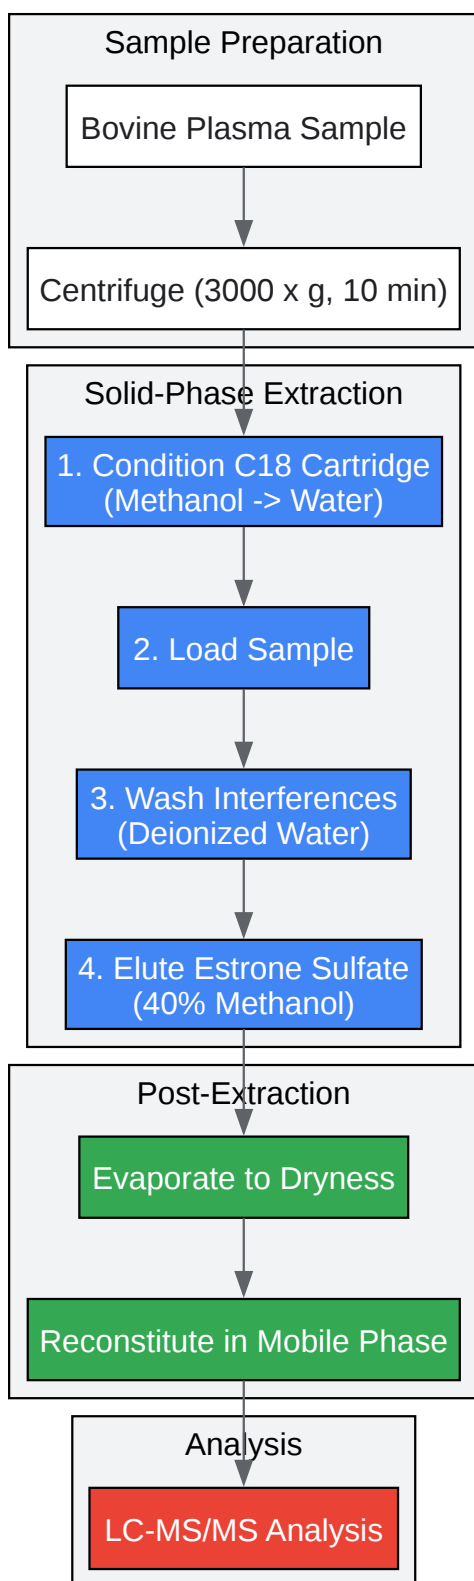 Sample Preparation
Bovine Plasma Sample
Centrifuge (3000 x g, 10 min)
Solid-Phase Extraction
1. Condition C18 Cartridge
(Methanol -> Water)
2. Load Sample
3. Wash Interferences
(Deionized Water)
4. Elute Estrone Sulfate
(40% Methanol)
Post-Extraction
Evaporate to Dryness
Reconstitute in Mobile Phase
Analysis
LC-MS/MS Analysis